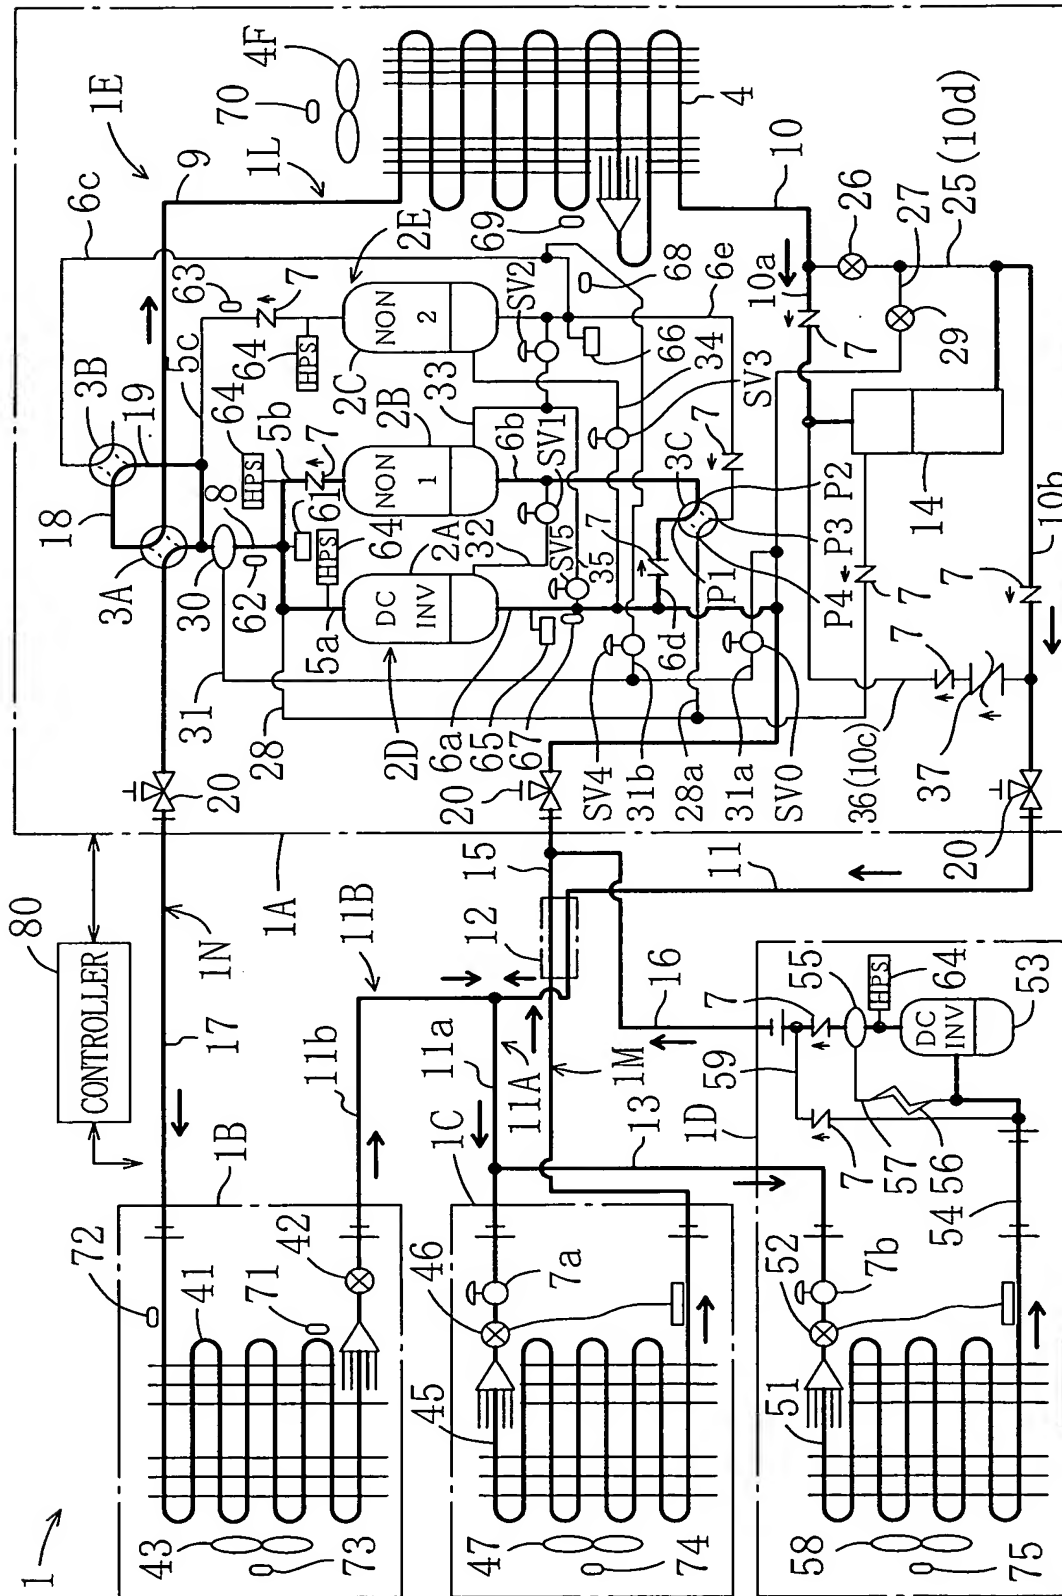 1
80
CONTROLLER
72
1B
41
43
73
71
42
17
1N
11b
11B
3A
18
3B
19
6c
1E
9
63
5c
7
70
4F
1L
20
30
31
62
8
HPS
64
5b
28
5a
HPS
64
61
7
HPS
64
DC
INV
2A
2D
NON
1
2B
NON
2
2C
2E
32
33
69
4
6a
65
67
20
SV5
35
7
SV1
6b
SV2
SV4
31b
6d
28a
31a
SV0
P1
P4
P3
P2
3C
66
34
SV3
68
6e
7
10
10a
7
26
27
25(10d)
29
14
7
36(10c)
7
37
7
10b
20
1A
15
12
11
11a
11A
1M
1C
45
46
7a
47
74
13
16
1D
59
7
55
HPS
64
DC
INV
53
7
57
56
54
51
52
7b
58
75